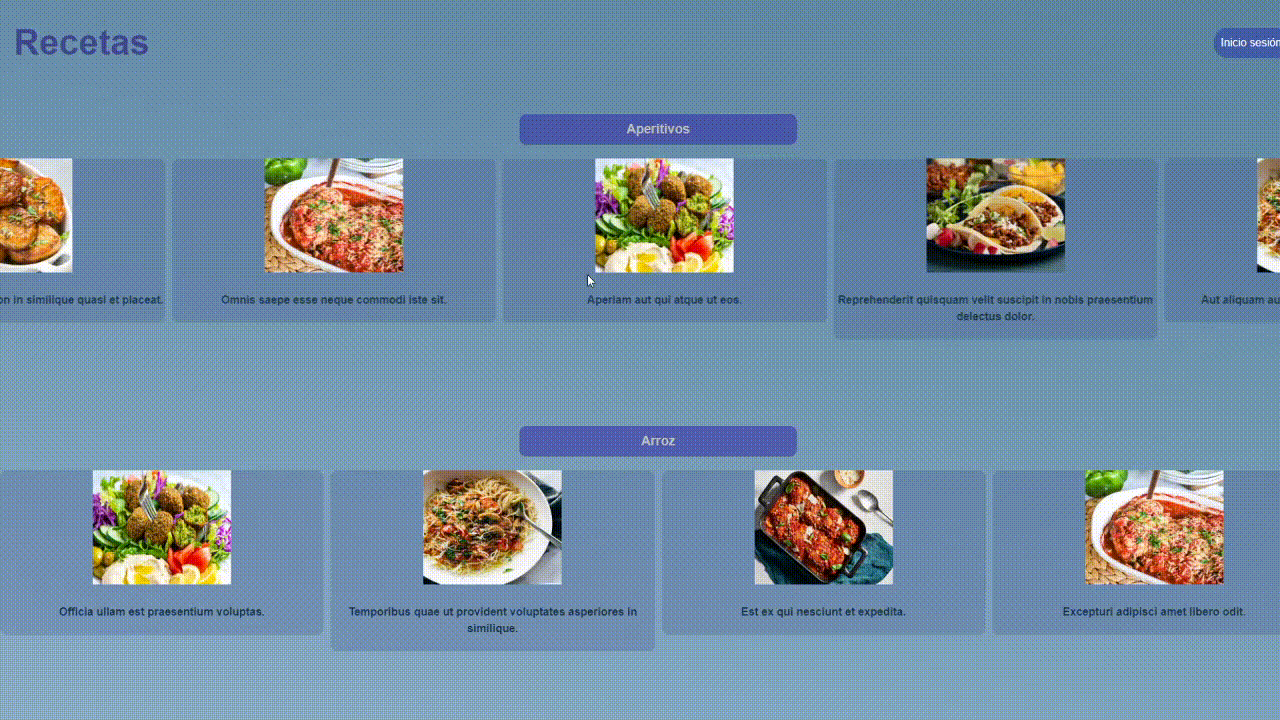 Recetas
Inicio sesión
Aperitivos
on in similique quasi et placeat.
Omnis saepe esse neque commodi iste sit.
Aperiam aut qui atque ut eos.
Reprehenderit quisquam velit suscipit in nobis praesentium
delectus dolor.
Aut aliquam au
Arroz
Officia ullam est praesentium voluptas.
Temporibus quae ut provident voluptates asperiores in
similique.
Est ex qui nesciunt et expedita.
Excepturi adipisci amet libero odit.